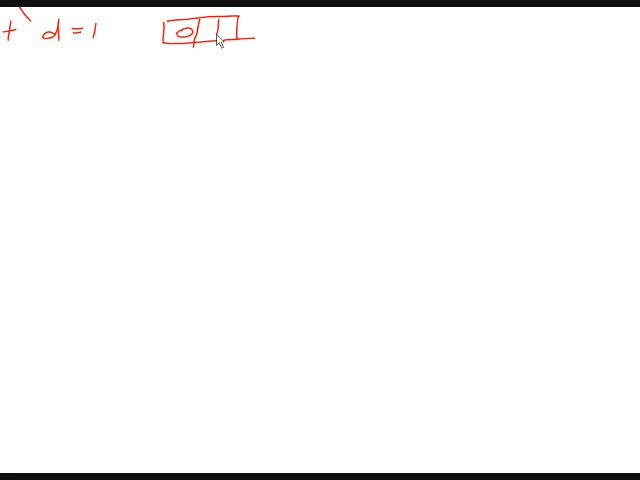 t d = 1 0 1